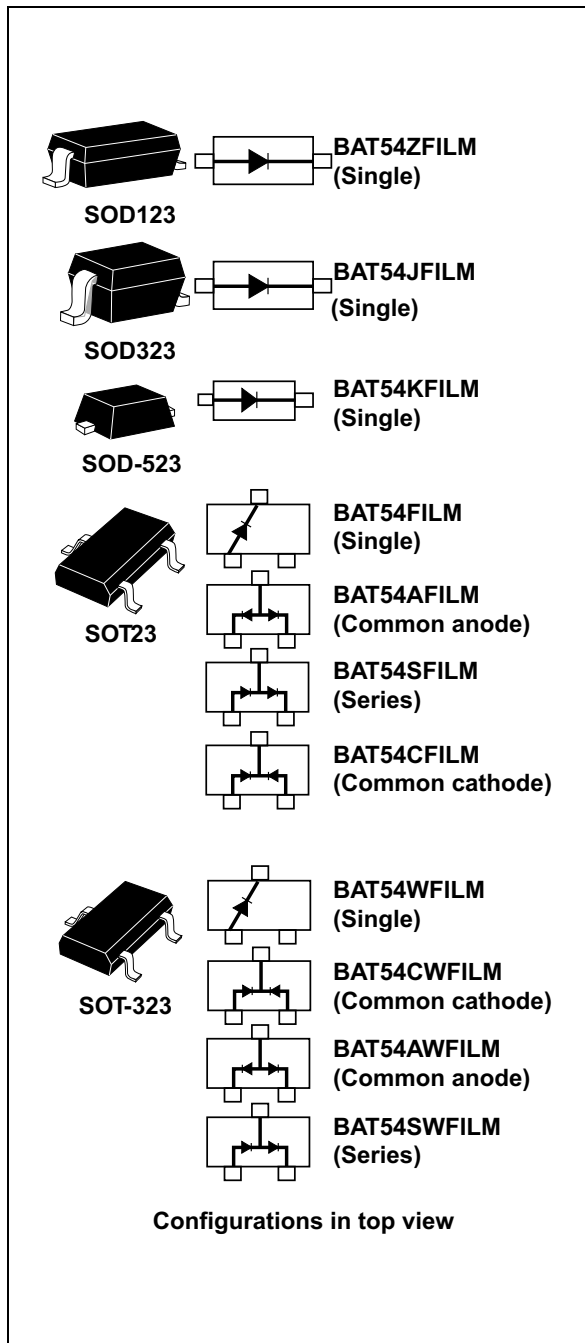 BAT54ZFILM
(Single)
SOD123
BAT54JFILM
(Single)
SOD323
BAT54KFILM
(Single)
SOD-523
BAT54FILM
(Single)
BAT54AFILM
(Common anode)
SOT23
BAT54SFILM
(Series)
BAT54CFILM
(Common cathode)
BAT54WFILM
(Single)
BAT54CWFILM
(Common cathode)
SOT-323
BAT54AWFILM
(Common anode)
BAT54SWFILM
(Series)
Configurations in top view